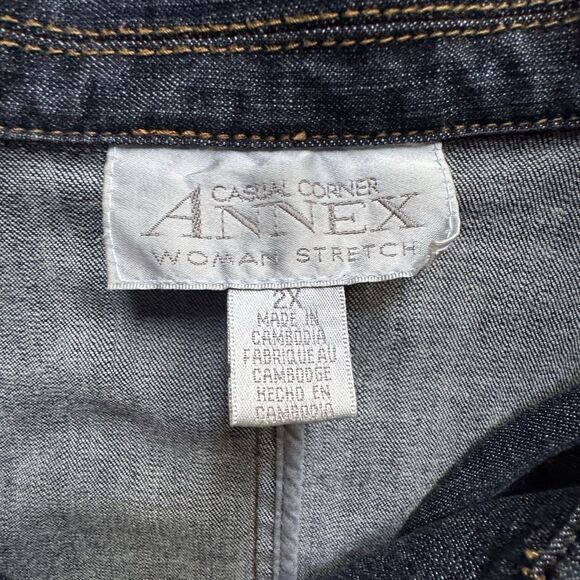 CASUAL CORNER
ANNEX
WOMAN STRETCH
2X
MADE IN
CAMBODIA
FABRIQUE AU
CAMBODGE
HECHO EN
CAMBODIA